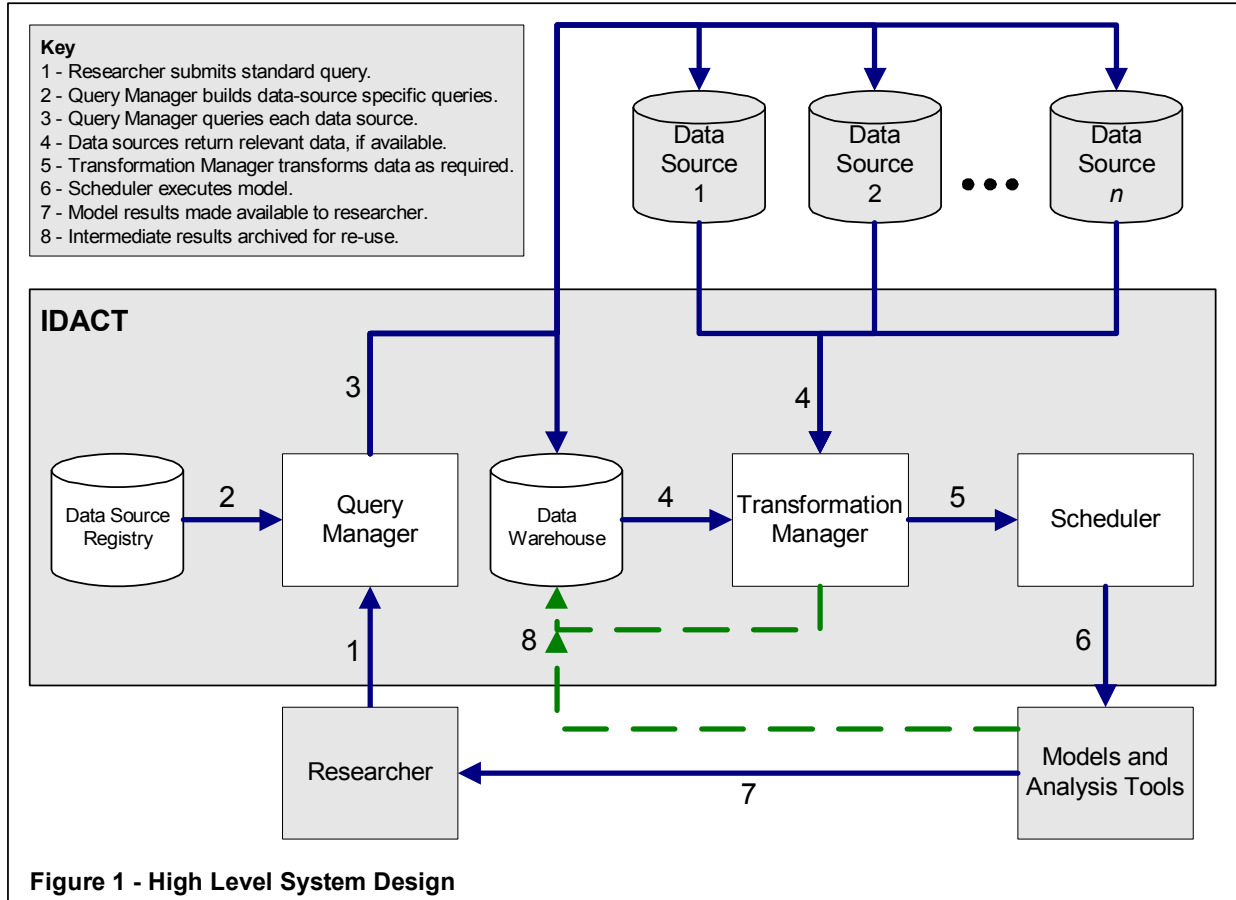 Key
1 - Researcher submits standard query.
2 - Query Manager builds data-source specific queries.
3 - Query Manager queries each data source.
4 - Data sources return relevant data, if available.
5 - Transformation Manager transforms data as required.
6 - Scheduler executes model.
7 - Model results made available to researcher.
8 - Intermediate results archived for re-use.
Data
Source
1
Data
Source
2
Data
Source
n
IDACT
3
4
Data Source
Registry
2
Query
Manager
Data
Warehouse
4
Transformation
Manager
5
Scheduler
1
8
6
Researcher
7
Models and
Analysis Tools
Figure 1 - High Level System Design